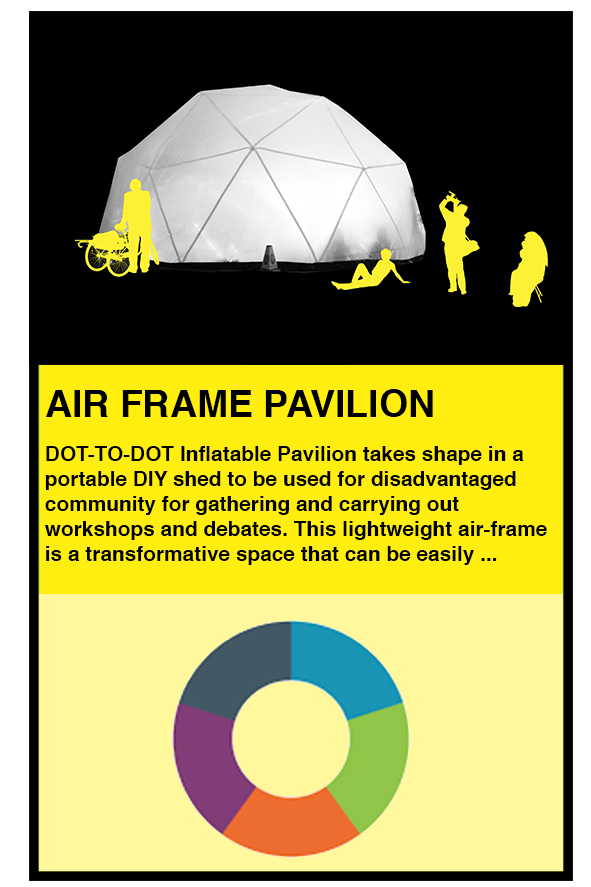 AIR FRAME PAVILION
DOT-TO-DOT Inflatable Pavilion takes shape in a
portable DIY shed to be used for disadvantaged
community for gathering and carrying out
workshops and debates. This lightweight air-frame
is a transformative space that can be easily ...